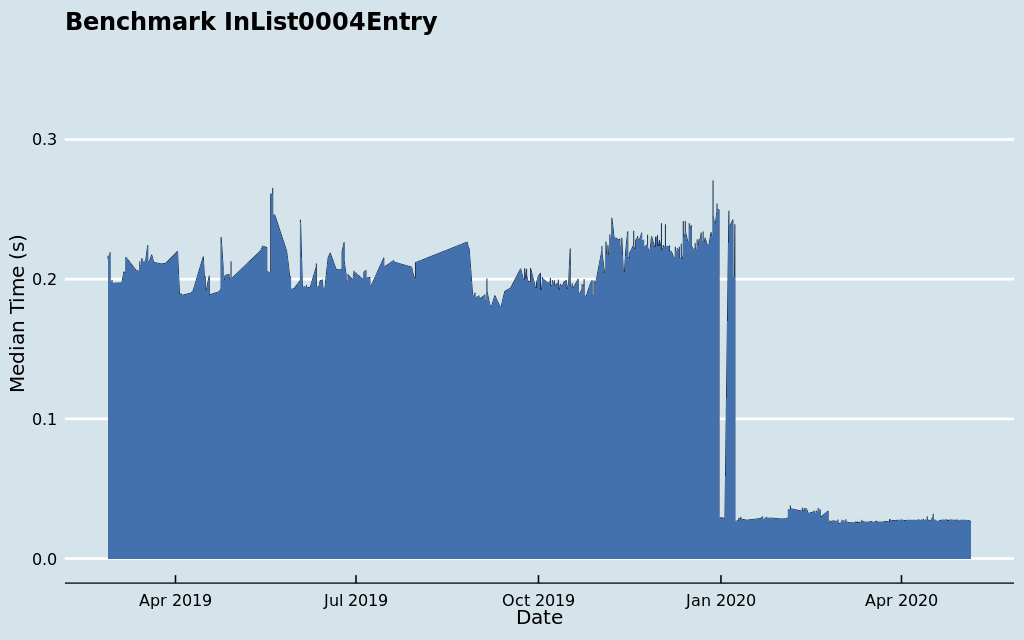 Benchmark InList0004Entry
Median Time (s)
0.3
0.2
0.1
0.0
Apr 2019
Jul 2019
Oct 2019
Jan 2020
Apr 2020
Date